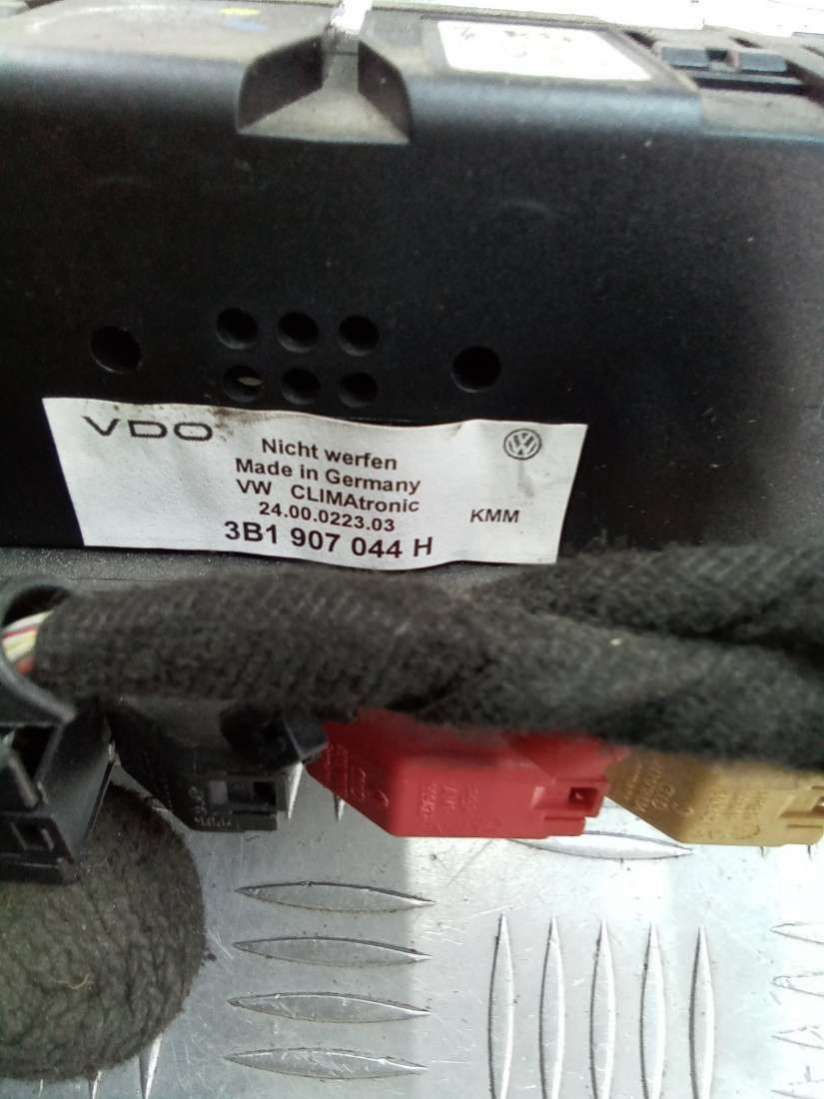 VDO
Nicht werfen
Made in Germany
VW CLIMAtronic
24.00.0223.03
KMM
3B1 907 044 H